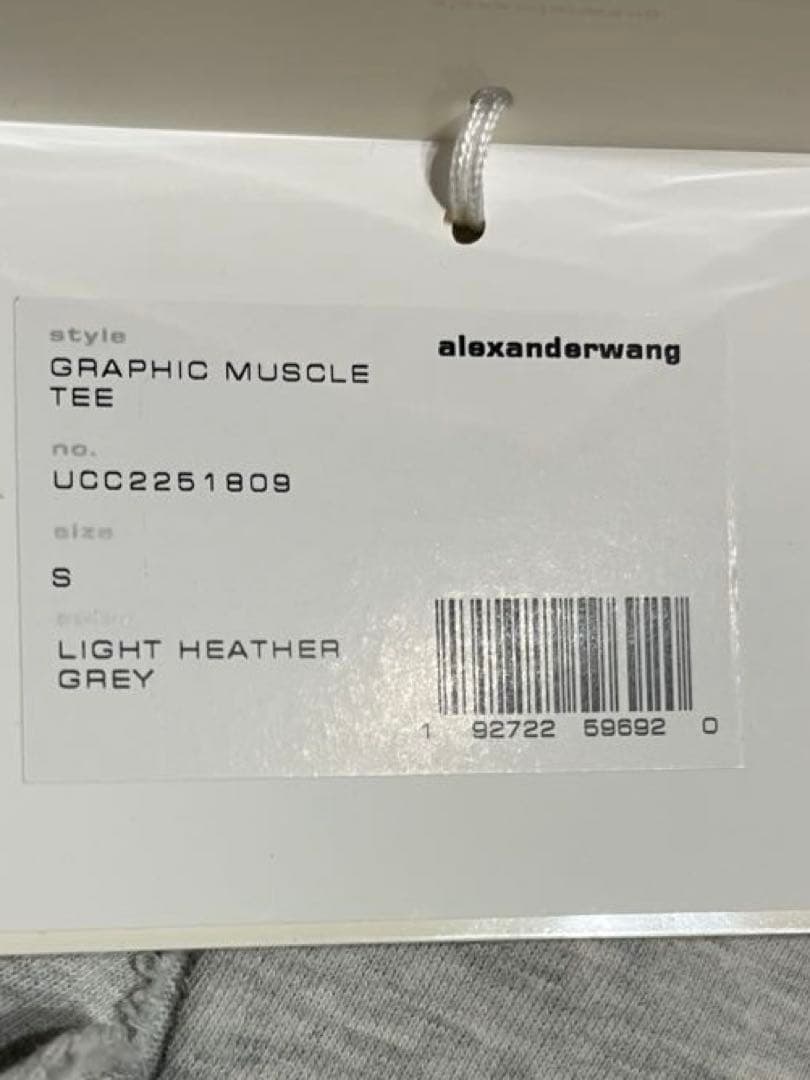 style
GRAPHIC MUSCLE
TEE
alexanderwang
no.
UCC2251809
size
S
LIGHT HEATHER
GREY
1 92722 59692 0